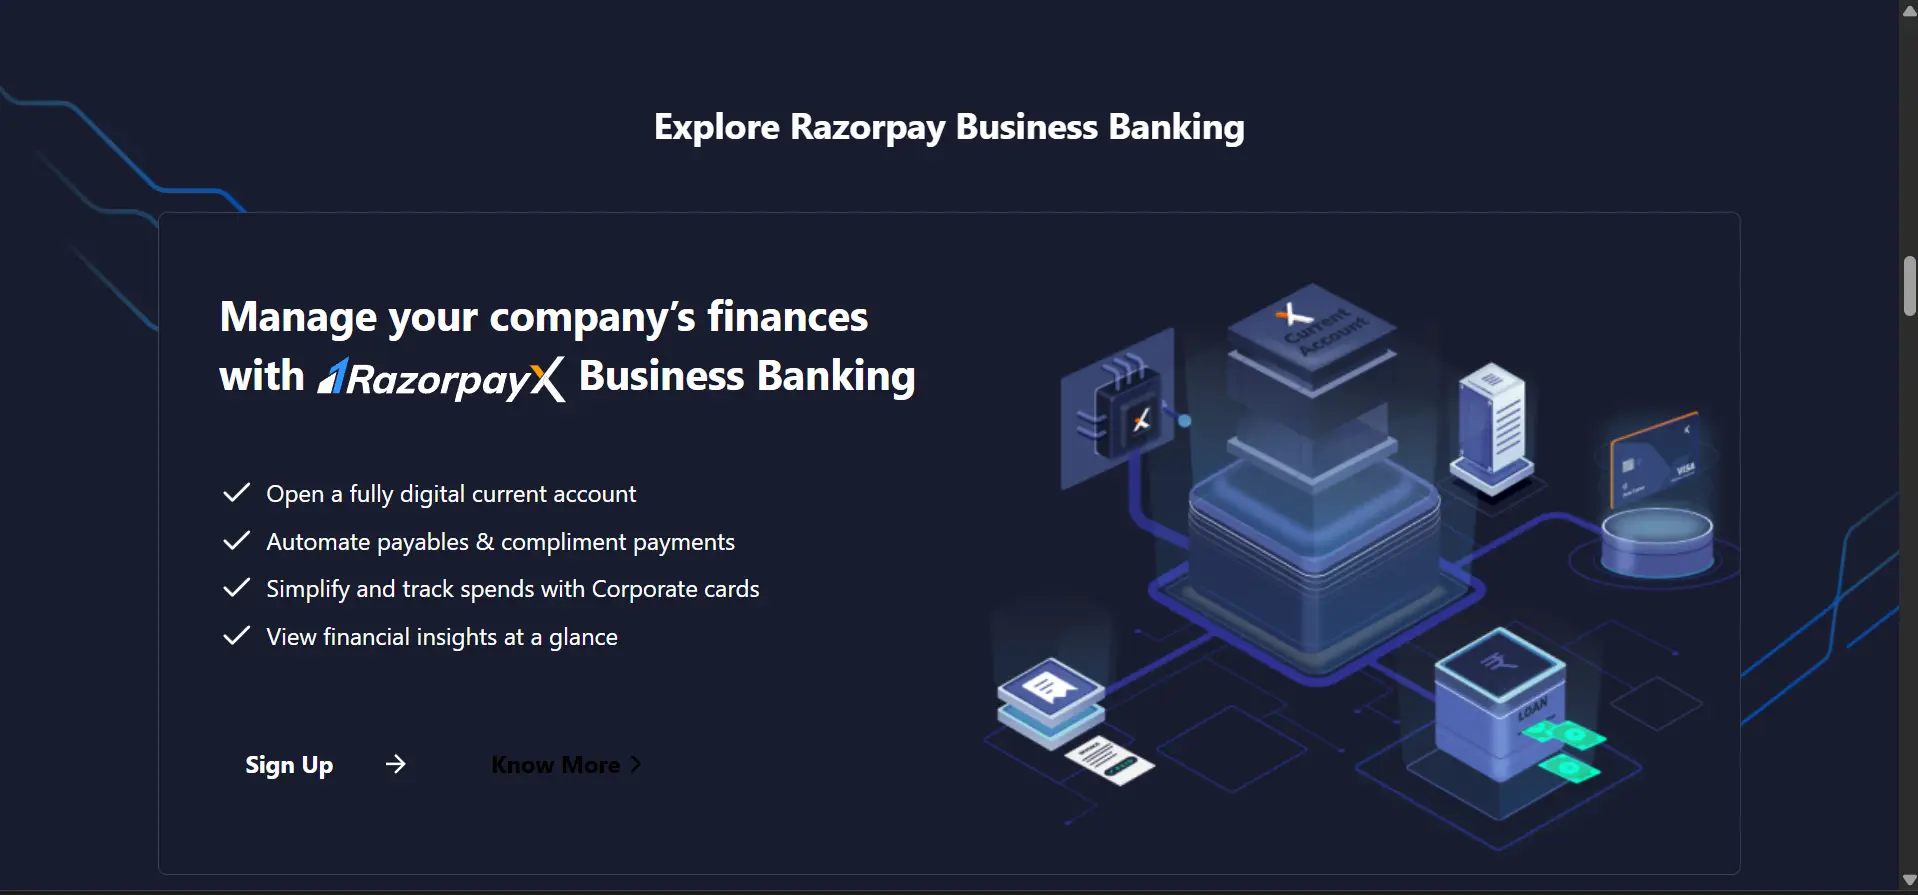 Explore Razorpay Business Banking
Manage your company’s finances
with RazorpayX Business Banking
Open a fully digital current account
Automate payables & compliment payments
Simplify and track spends with Corporate cards
View financial insights at a glance
Sign Up
Know More
Current
Account
VISA
LOAN